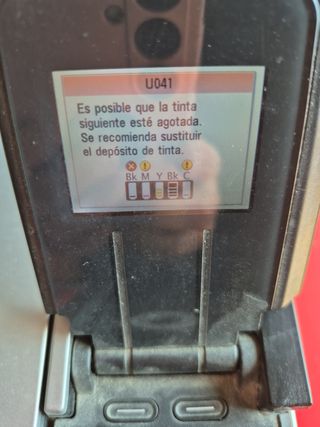 U041
Es posible que la tinta
siguiente esté agotada.
Se recomienda sustituir
el depósito de tinta.
Bk M Y Bk C